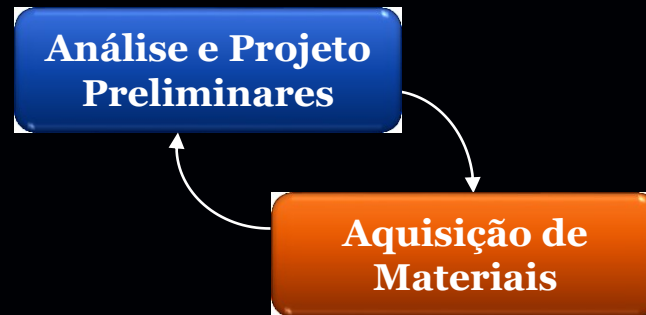 Análise e Projeto
Preliminares
Aquisição de
Materiais